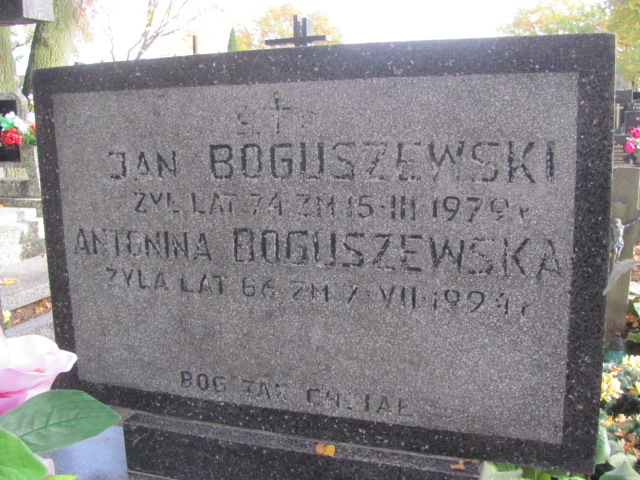 Ś. † P.
JAN BOGUSZEWSKI
ŻYŁ LAT 74 ZM 15-III 1979 r
ANTONINA BOGUSZEWSKA
ŻYŁA LAT ZM 7-VII-1994 r
BÓG TAK CHCIAŁ